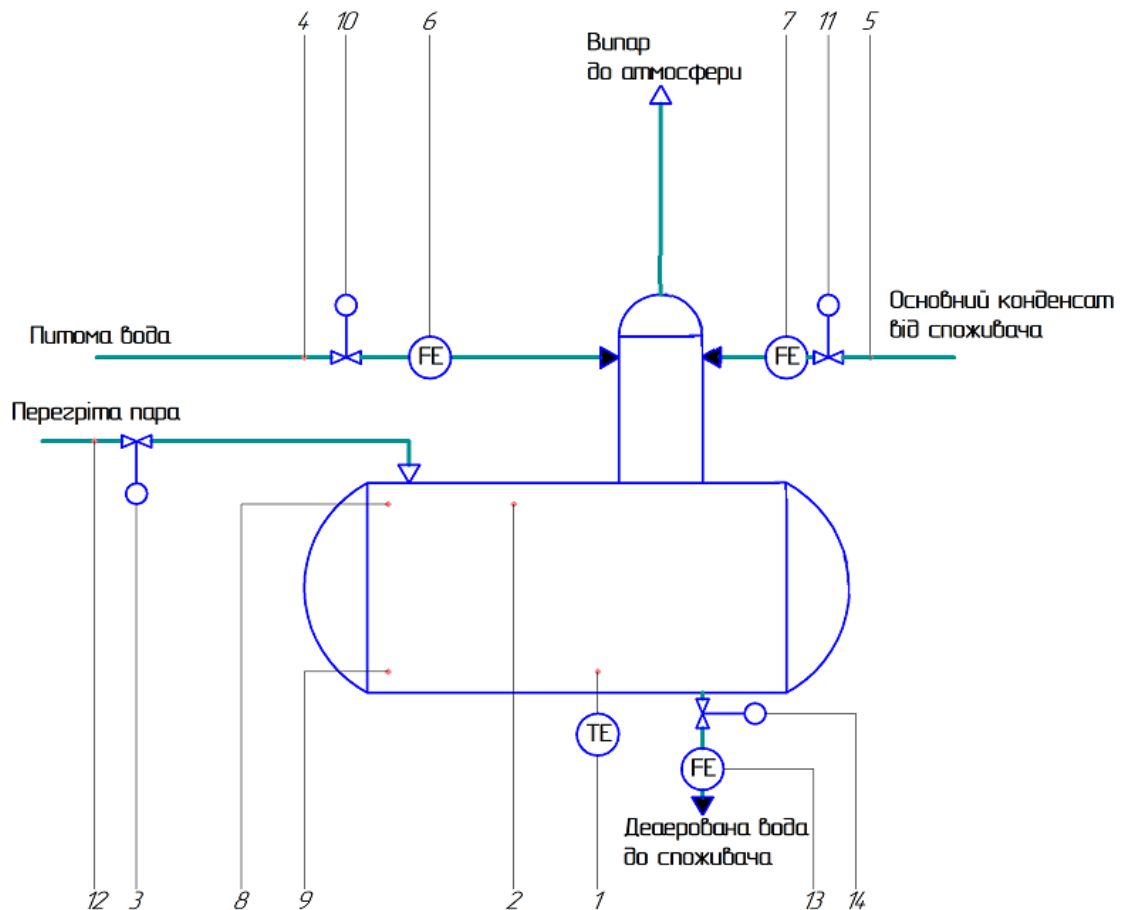 4 10 6 7 11 5
Випар
до атмосфери
Основний конденсат
від споживача
Питома вода
FE
FE
Перегріта пара
TE
FE
Деаерована вода
до споживача
12 3 8 9 2 1 13 14